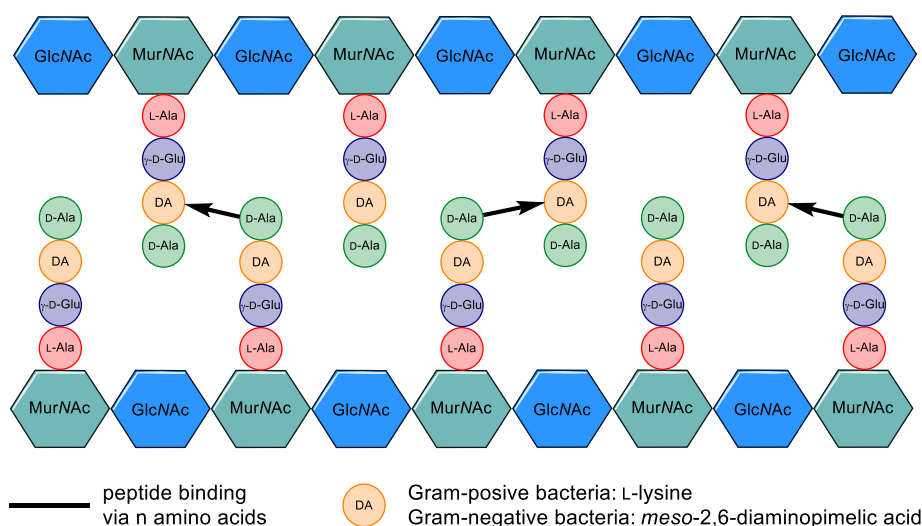 GlcNAc MurNAc GlcNAc MurNAc GlcNAc MurNAc GlcNAc MurNAc GlcNAc
L-Ala L-Ala L-Ala L-Ala
γ-D-Glu γ-D-Glu γ-D-Glu γ-D-Glu
DA DA DA DA
D-Ala D-Ala D-Ala D-Ala D-Ala
D-Ala D-Ala D-Ala D-Ala
DA DA DA DA DA
γ-D-Glu γ-D-Glu γ-D-Glu γ-D-Glu γ-D-Glu
L-Ala L-Ala L-Ala L-Ala L-Ala
MurNAc GlcNAc MurNAc GlcNAc MurNAc GlcNAc MurNAc GlcNAc MurNAc
peptide binding
via n amino acids
DA
Gram-posive bacteria: L-lysine
Gram-negative bacteria: meso-2,6-diaminopimelic acid